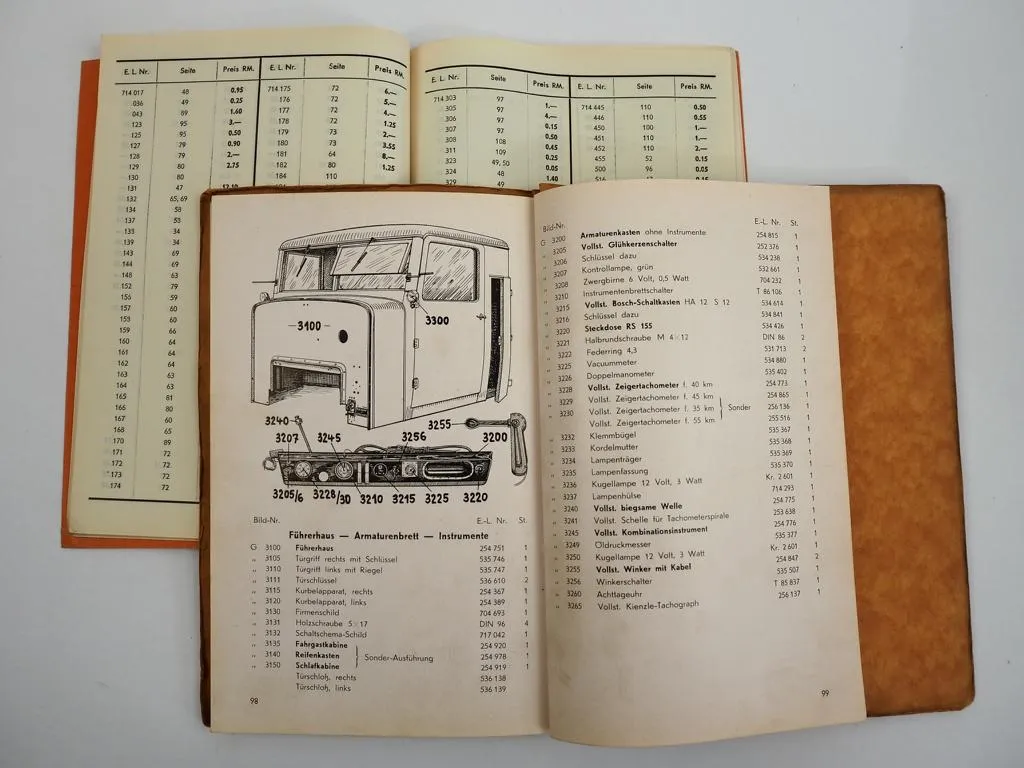 E. L. Nr. Seite Preis RM. E. L. Nr. Seite Preis RM.
714 017 48 0.95 714 175 72 6.—
036 49 0.25 176 72 5.—
043 89 1.60 177 72 4.—
123 95 3.— 178 72 1.25
125 95 0.50 179 73 2.—
127 79 0.90 180 73 3.55
128 79 2.— 181 64 8.—
129 80 2.75 182 80 1.25
130 80 184 110
131 47
132 65, 69
134 58
137 58
138 34
139 34
143 69
144 69
148 63
152 79
156 59
157 60
158 60
159 66
160 64
161 64
162 64
163 63
164 63
165 81
166 80
167 68
168 65
170 89
171 72
172 72
173 72
174 72
E. L. Nr. Seite Preis RM. E. L. Nr. Seite Preis RM.
714 303 97 1.— 714 445 110 0.50
305 97 4.— 446 110 0.55
306 97 0.15 450 100 1.—
307 97 0.50 451 110 1.—
308 108 0.45 452 110 2.—
311 109 0.25 455 52 0.15
323 49, 50 0.05 500 96 0.05
324 48 1.40 516 0.15
329 49
—3100—
3300
3240
3207 3245 3256 3255 3200
3205/6 3228/30 3210 3215 3225 3220
Bild-Nr. E.-L. Nr. St.
Führerhaus — Armaturenbrett — Instrumente
G 3100 Führerhaus 254 751 1
„ 3105 Türgriff rechts mit Schlüssel 535 746 1
„ 3110 Türgriff links mit Riegel 535 747 1
„ 3111 Türschlüssel 536 610 2
„ 3115 Kurbelapparat, rechts 254 367 1
„ 3120 Kurbelapparat, links 254 389 1
„ 3130 Firmenschild 704 693 1
„ 3131 Holzschraube 5×17 DIN 96 4
„ 3132 Schaltschema-Schild 717 042 1
„ 3135 Fahrgastkabine 254 920 1
„ 3140 Reifenkasten } Sonder-Ausführung 254 978 1
„ 3150 Schlafkabine 254 919 1
Türschloß, rechts 536 138
Türschloß, links 536 139
98
Bild-Nr. E.-L. Nr. St.
G 3200 Armaturenkasten ohne Instrumente 254 815 1
„ 3205 Vollst. Glühkerzenschalter 252 376 1
„ 3206 Schlüssel dazu 534 238 1
„ 3207 Kontrollampe, grün 532 661 1
„ 3208 Zwergbirne 6 Volt, 0,5 Watt 704 232 1
„ 3210 Instrumentenbrettschalter T 86 106 1
„ 3215 Vollst. Bosch-Schaltkasten HA 12 S 12 534 614 1
„ 3216 Schlüssel dazu 534 841 1
„ 3220 Steckdose RS 155 534 426 1
„ 3221 Halbrundschraube M 4×12 DIN 86 2
„ 3222 Federring 4,3 531 713 2
„ 3225 Vacuummeter 534 880 1
„ 3226 Doppelmanometer 535 402 1
„ 3228 Vollst. Zeigertachometer f. 40 km 254 773 1
„ 3229 Vollst. Zeigertachometer f. 45 km 254 865 1
„ 3230 Vollst. Zeigertachometer f. 35 km } Sonder 256 136 1
Vollst. Zeigertachometer f. 55 km 255 516 1
„ 3232 Klemmbügel 535 367 1
„ 3233 Kordelmutter 535 368 1
„ 3234 Lampenträger 535 369 1
„ 3235 Lampenfassung 535 370 1
„ 3236 Kugellampe 12 Volt, 3 Watt Kr. 2 601 1
„ 3237 Lampenhülse 714 293 1
„ 3240 Vollst. biegsame Welle 254 775 1
„ 3241 Vollst. Schelle für Tachometerspirale 253 638 1
„ 3245 Vollst. Kombinationsinstrument 254 776 1
„ 3249 Öldruckmesser 535 377 1
„ 3250 Kugellampe 12 Volt, 3 Watt Kr. 2 601 1
„ 3255 Vollst. Winker mit Kabel 254 847 2
„ 3256 Winkerschalter 535 507 1
„ 3260 Achttageuhr T 85 837 1
„ 3265 Vollst. Kienzle-Tachograph 256 137 1
99